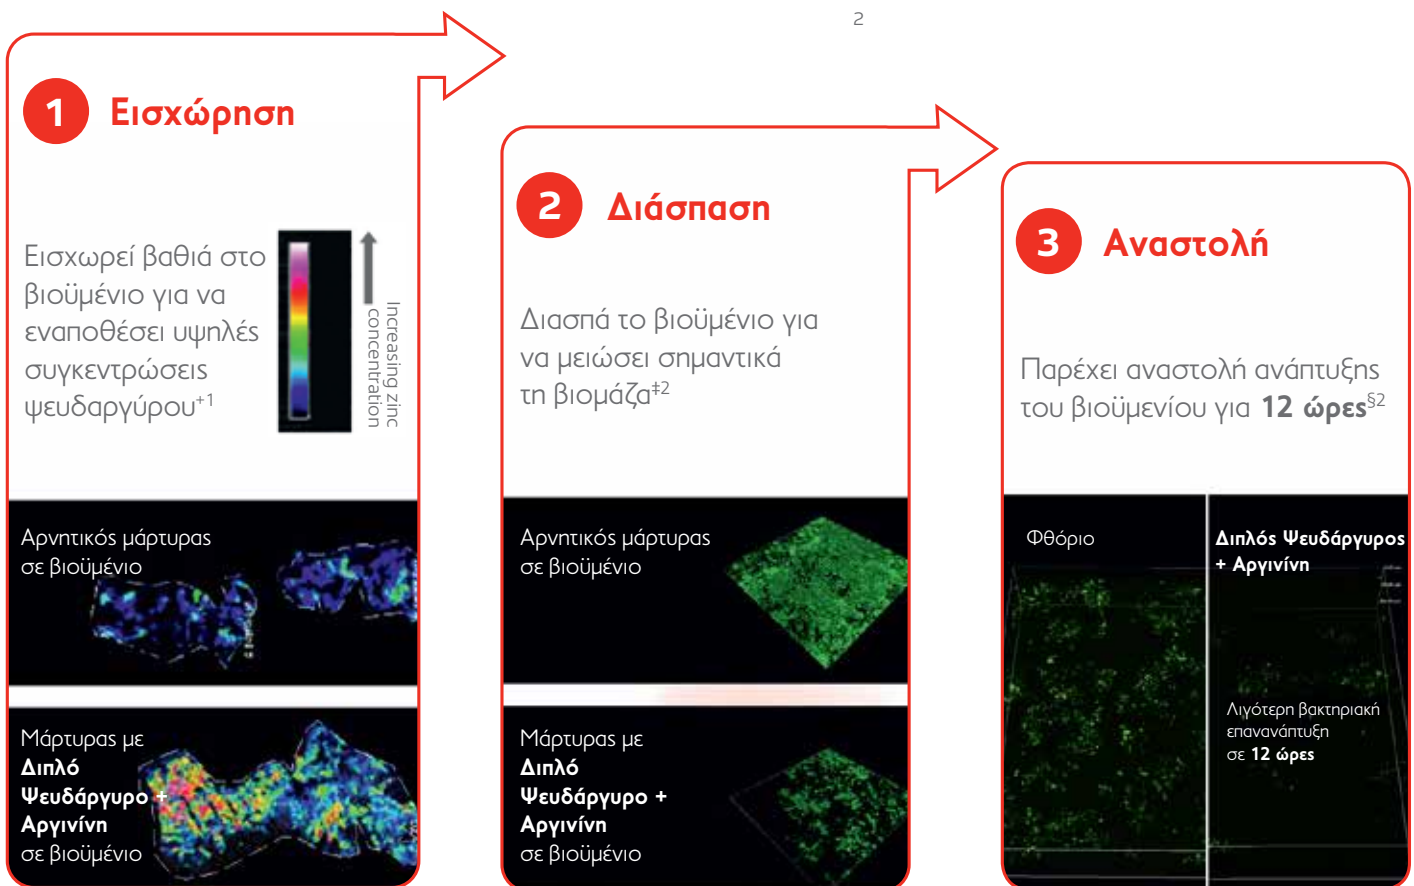 2
1 Εισχώρηση
Εισχωρεί βαθιά στο
βιοϋμένιο για να
εναποθέσει υψηλές
συγκεντρώσεις
ψευδαργύρου+1
Increasing zinc
concentration
Αρνητικός μάρτυρας
σε βιοϋμένιο
Μάρτυρας με
Διπλό
Ψευδάργυρο +
Αργινίνη
σε βιοϋμένιο
2 Διάσπαση
Διασπά το βιοϋμένιο για
να μειώσει σημαντικά
τη βιομάζα‡2
Αρνητικός μάρτυρας
σε βιοϋμένιο
Μάρτυρας με
Διπλό
Ψευδάργυρο +
Αργινίνη
σε βιοϋμένιο
3 Αναστολή
Παρέχει αναστολή ανάπτυξης
του βιοϋμενίου για 12 ώρες§2
Φθόριο
Διπλός Ψευδάργυρος
+ Αργινίνη
Λιγότερη βακτηριακή
επανανάπτυξη
σε 12 ώρες